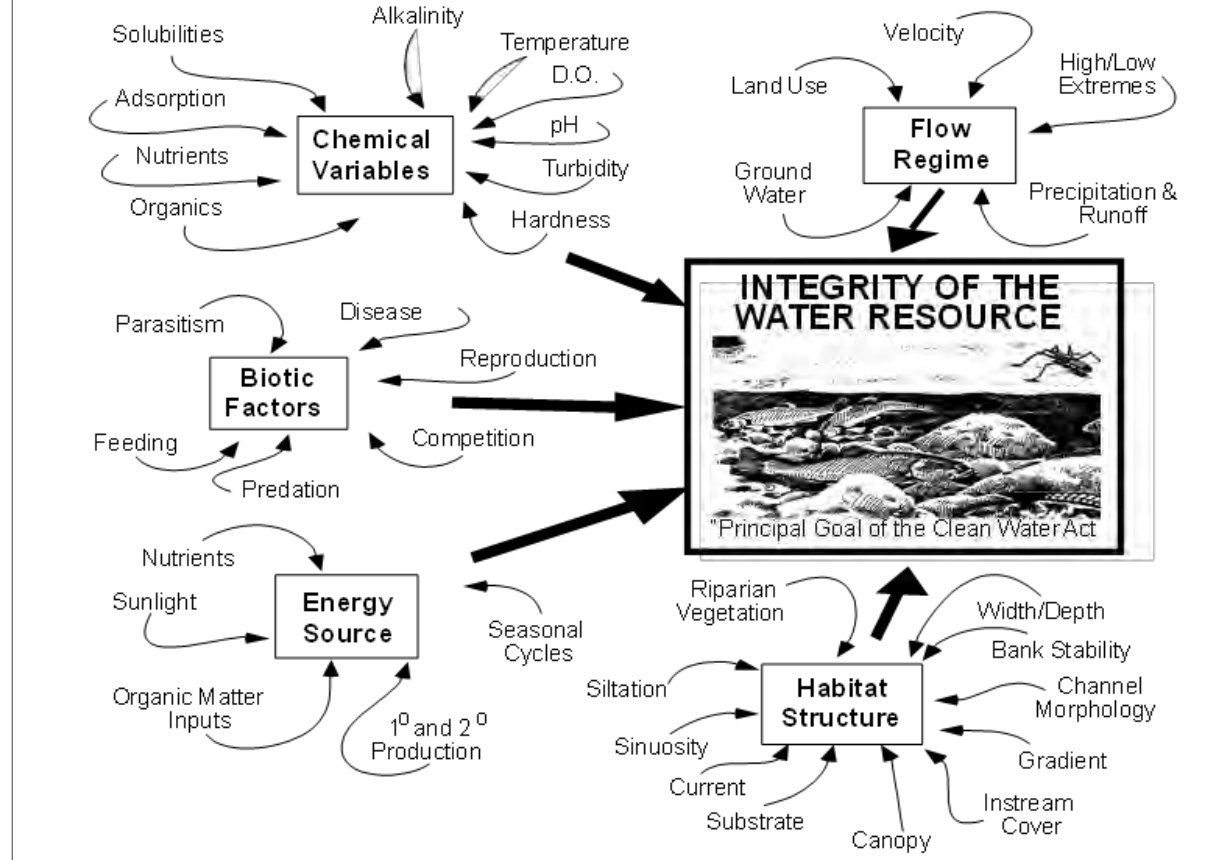 Alkalinity
Solubilities
Temperature
D.O.
Adsorption
pH
Chemical
Variables
Nutrients
Turbidity
Organics
Hardness
Velocity
High/Low
Extremes
Land Use
Flow
Regime
Ground
Water
Precipitation &
Runoff
INTEGRITY OF THE
WATER RESOURCE
"Principal Goal of the Clean Water Act
Parasitism
Disease
Reproduction
Biotic
Factors
Feeding
Competition
Predation
Nutrients
Sunlight
Energy
Source
Seasonal
Cycles
Organic Matter
Inputs
1º and 2º
Production
Riparian
Vegetation
Width/Depth
Bank Stability
Siltation
Habitat
Structure
Channel
Morphology
Sinuosity
Gradient
Current
Substrate
Instream
Cover
Canopy